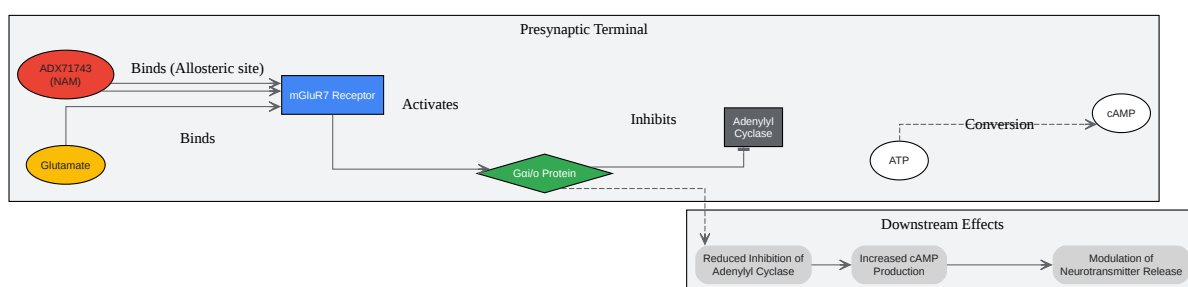 Presynaptic Terminal
ADX71743
(NAM)
Binds (Allosteric site)
mGluR7 Receptor
Activates
Inhibits
Adenylyl
Cyclase
cAMP
Conversion
Binds
Glutamate
Gαi/o Protein
ATP
Downstream Effects
Reduced Inhibition of
Adenylyl Cyclase
Increased cAMP
Production
Modulation of
Neurotransmitter Release